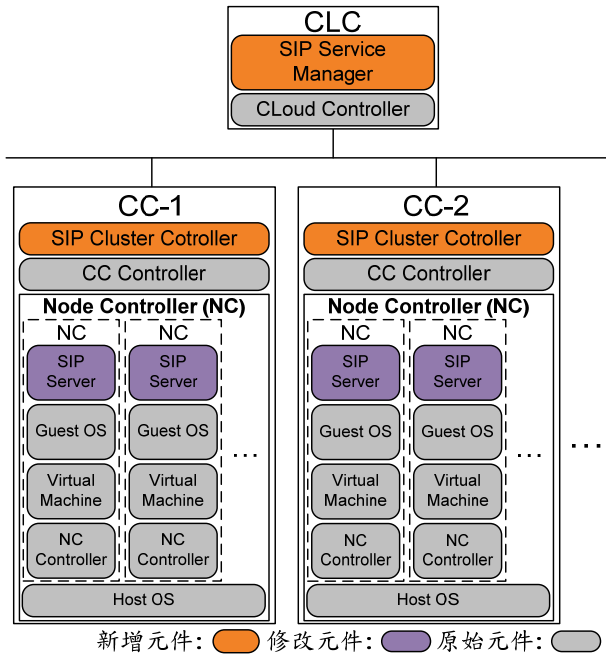 CLC
SIP Service
Manager
CLoud Controller
CC-1
SIP Cluster Cotroller
CC Controller
Node Controller (NC)
NC
SIP
Server
Guest OS
Virtual
Machine
NC
Controller
NC
SIP
Server
Guest OS
Virtual
Machine
NC
Controller
...
Host OS
CC-2
SIP Cluster Cotroller
CC Controller
Node Controller (NC)
NC
SIP
Server
Guest OS
Virtual
Machine
NC
Controller
NC
SIP
Server
Guest OS
Virtual
Machine
NC
Controller
...
Host OS
...
新增元件: 修改元件: 原始元件: